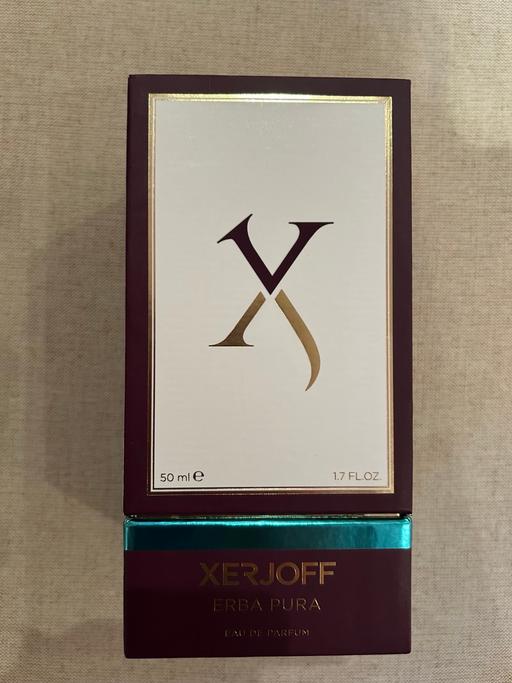 X
50 ml ℮
1.7 FL.OZ.
XERJOFF
ERBA PURA
EAU DE PARFUM